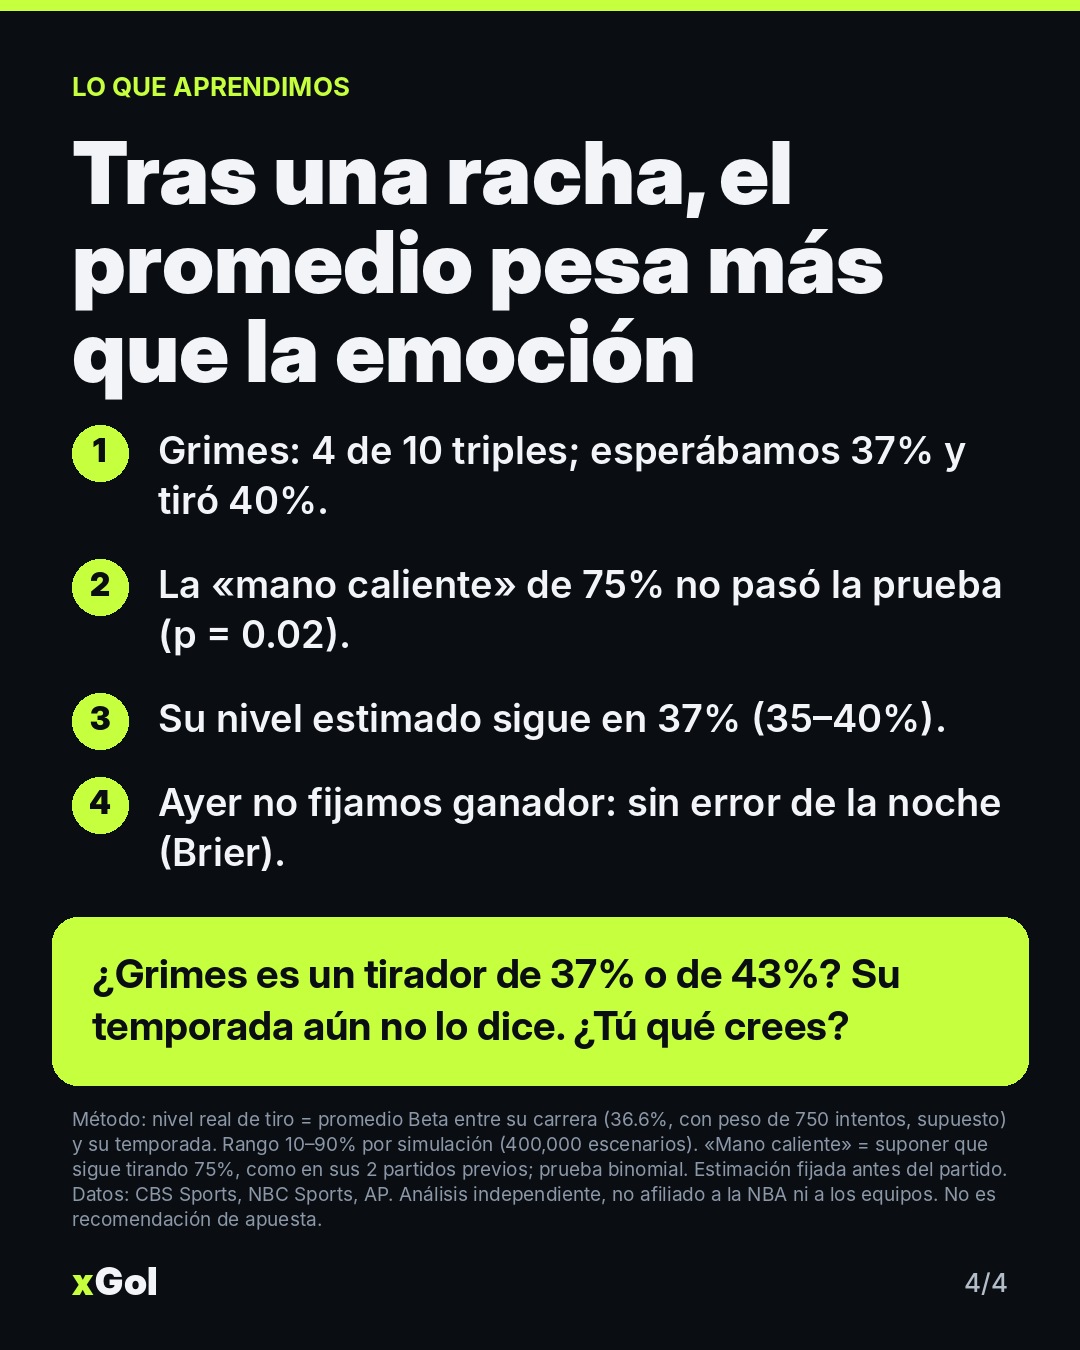 LO QUE APRENDIMOS
Tras una racha, el
promedio pesa más
que la emoción
1 Grimes: 4 de 10 triples; esperábamos 37% y
tiró 40%.
2 La «mano caliente» de 75% no pasó la prueba
(p = 0.02).
3 Su nivel estimado sigue en 37% (35–40%).
4 Ayer no fijamos ganador: sin error de la noche
(Brier).
¿Grimes es un tirador de 37% o de 43%? Su
temporada aún no lo dice. ¿Tú qué crees?
Método: nivel real de tiro = promedio Beta entre su carrera (36.6%, con peso de 750 intentos, supuesto)
y su temporada. Rango 10–90% por simulación (400,000 escenarios). «Mano caliente» = suponer que
sigue tirando 75%, como en sus 2 partidos previos; prueba binomial. Estimación fijada antes del partido.
Datos: CBS Sports, NBC Sports, AP. Análisis independiente, no afiliado a la NBA ni a los equipos. No es
recomendación de apuesta.
xGol
4/4